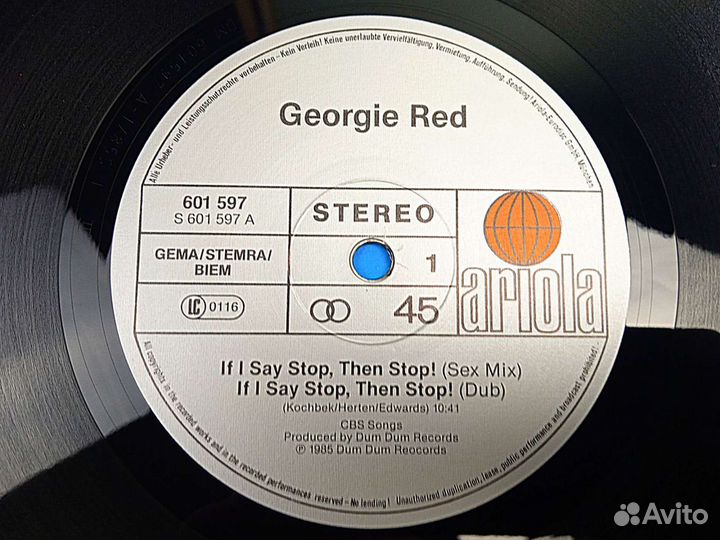 Alle Urheber- und Leistungsschutzrechte vorbehalten - Kein Verleih! Keine unerlaubte Vervielfältigung, Vermietung, Aufführung, Sendung! Ariola-Eurodisc GmbH, München
Georgie Red
601 597
S 601 597 A
STEREO
GEMA/STEMRA/
BIEM
1
LC 0116
45
ariola
If I Say Stop, Then Stop! (Sex Mix)
If I Say Stop, Then Stop! (Dub)
(Kochbek/Herten/Edwards) 10:41
CBS Songs
Produced by Dum Dum Records
℗ 1985 Dum Dum Reocords
All copyrights in the recorded works and in the recorded performances reserved – No lending! Unauthorized duplication, lease, public performance and broadcast prohibited!
Avito